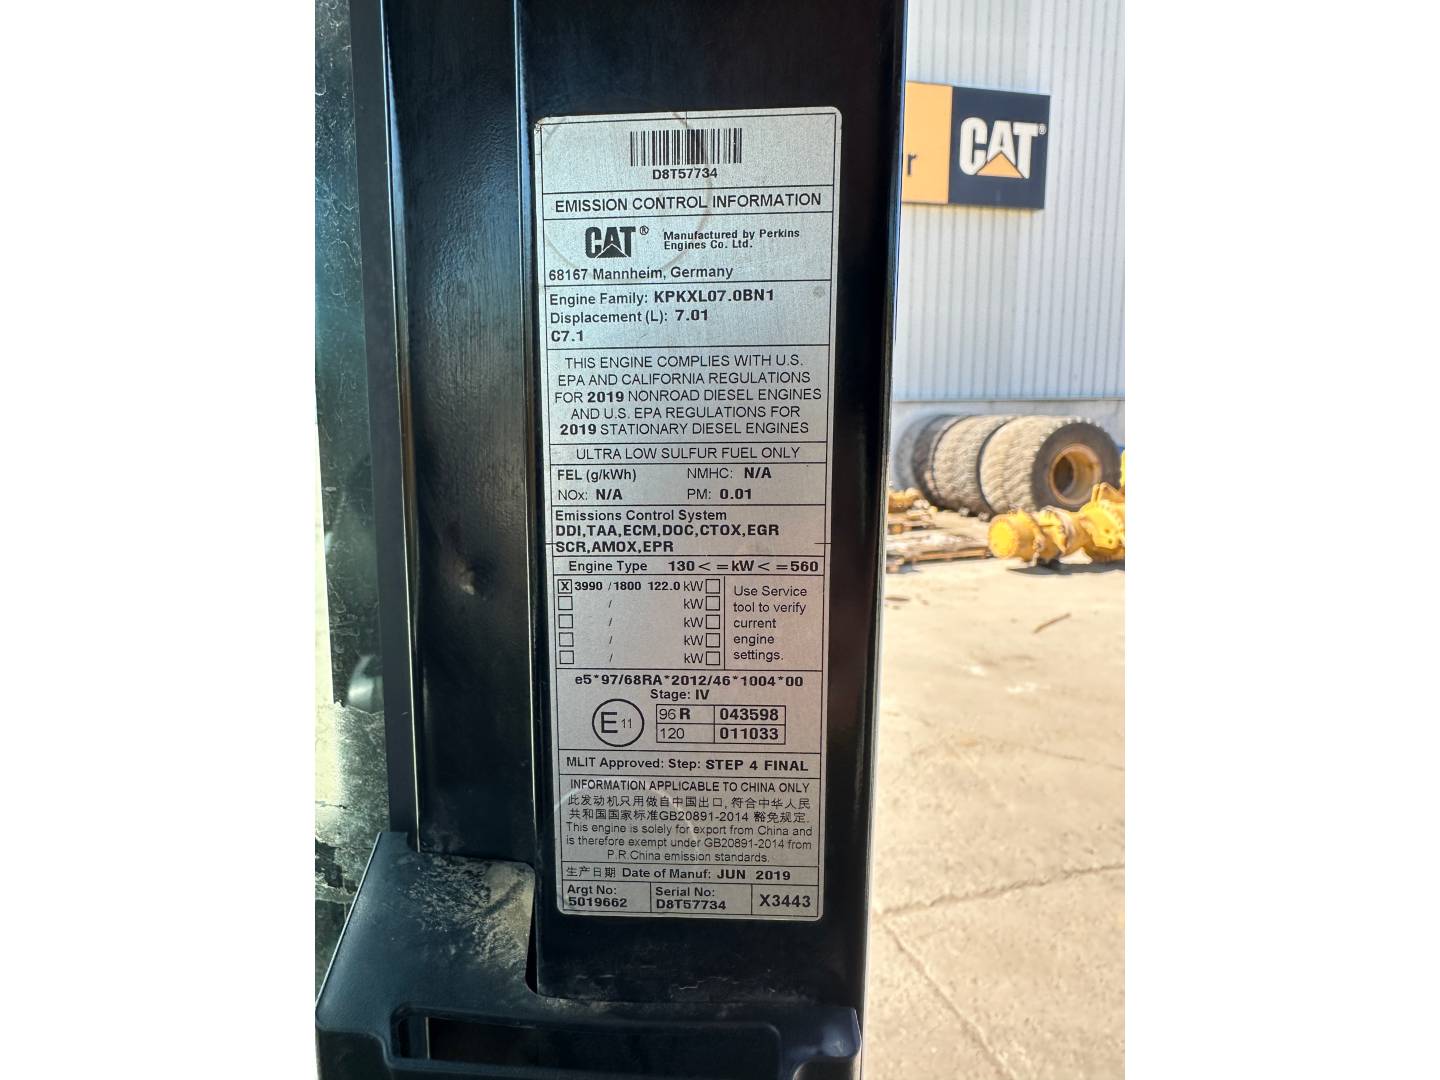 D8T57734
EMISSION CONTROL INFORMATION
CAT® Manufactured by Perkins
Engines Co. Ltd.
68167 Mannheim, Germany
Engine Family: KPKXL07.0BN1
Displacement (L): 7.01
C7.1
THIS ENGINE COMPLIES WITH U.S.
EPA AND CALIFORNIA REGULATIONS
FOR 2019 NONROAD DIESEL ENGINES
AND U.S. EPA REGULATIONS FOR
2019 STATIONARY DIESEL ENGINES
ULTRA LOW SULFUR FUEL ONLY
FEL (g/kWh) NMHC: N/A
NOx: N/A PM: 0.01
Emissions Control System
DDI,TAA,ECM,DOC,CTOX,EGR
SCR,AMOX,EPR
Engine Type 130 < = kW < = 560
X 3990 / 1800 122.0 kW
/ kW
/ kW
/ kW
/ kW
Use Service
tool to verify
current
engine
settings.
e5*97/68RA*2012/46*1004*00
Stage: IV
E 11
96 R 043598
120 011033
MLIT Approved: Step: STEP 4 FINAL
INFORMATION APPLICABLE TO CHINA ONLY
此发动机只用做自中国出口, 符合中华人民
共和国国家标准GB20891-2014 豁免规定.
This engine is solely for export from China and
is therefore exempt under GB20891-2014 from
P.R.China emission standards.
生产日期 Date of Manuf: JUN 2019
Argt No:
5019662
Serial No:
D8T57734
X3443
r CAT®